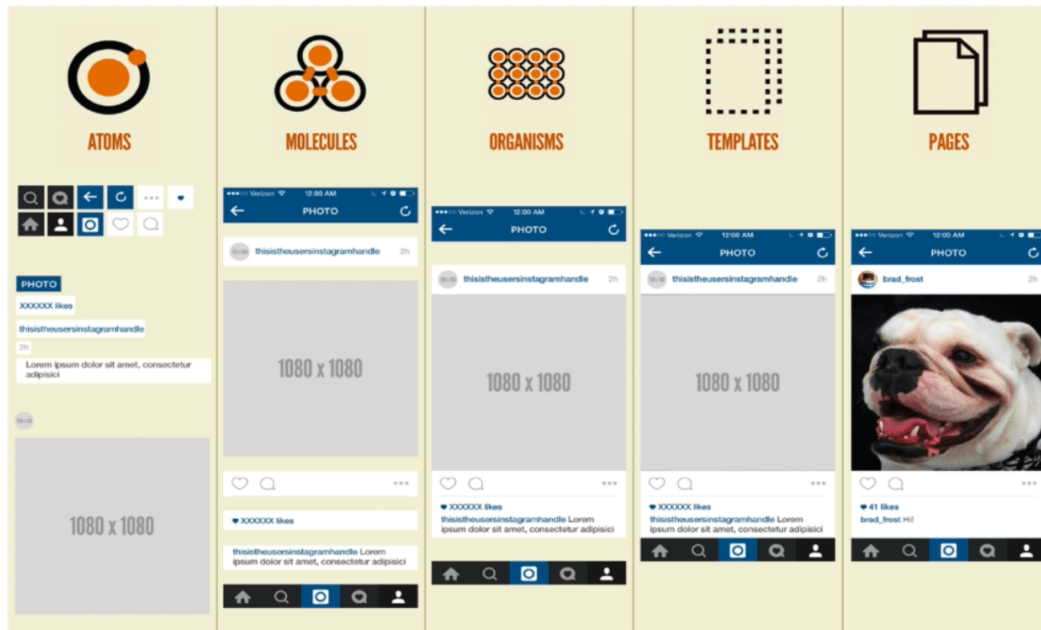 ATOMS
PHOTO
XXXXXX likes
thisistheusersinstagramhandle
2h
Lorem ipsum dolor sit amet, consectetur
adipisici
1080 x 1080
MOLECULES
Verizon 12:00 AM
PHOTO
thisistheusersinstagramhandle 2h
1080 x 1080
XXXXXX likes
thisistheusersinstagramhandle Lorem
ipsum dolor sit amet, consectetur adipisici
ORGANISMS
Verizon 12:00 AM
PHOTO
thisistheusersinstagramhandle 2h
1080 x 1080
XXXXXX likes
thisistheusersinstagramhandle Lorem
ipsum dolor sit amet, consectetur adipisici
TEMPLATES
Verizon 12:00 AM
PHOTO
thisistheusersinstagramhandle 2h
1080 x 1080
XXXXXX likes
thisistheusersinstagramhandle Lorem
ipsum dolor sit amet, consectetur adipisici
PAGES
Verizon 12:00 AM
PHOTO
brad_frost 2h
41 likes
brad_frost Hi!